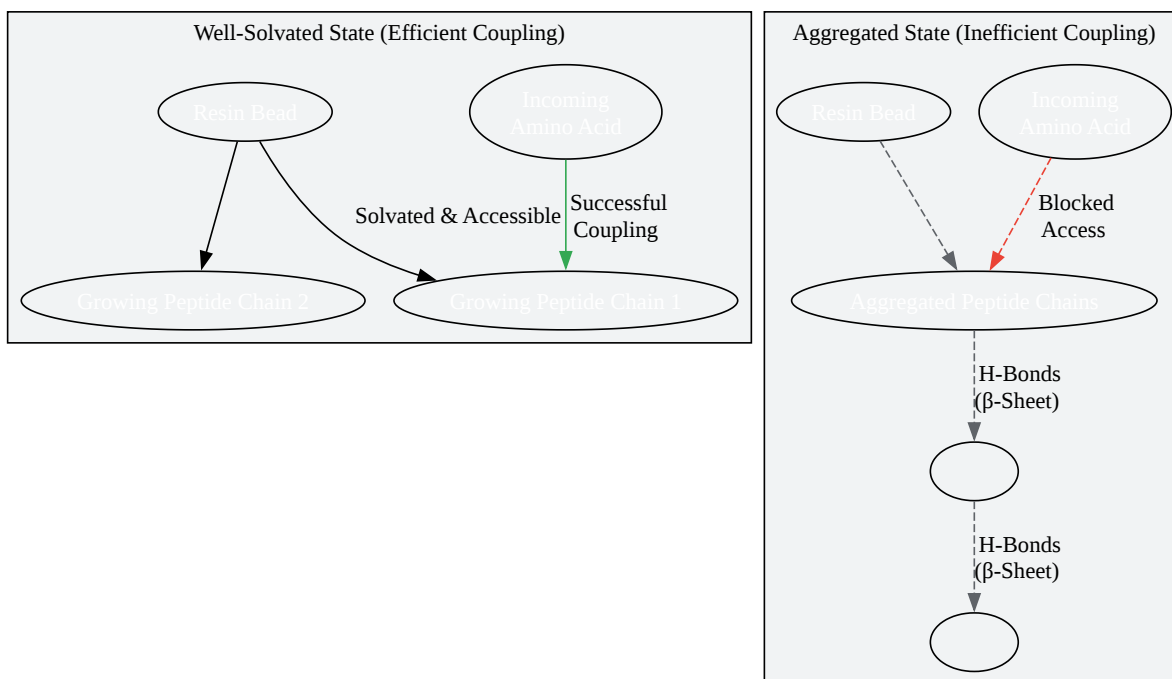 Well-Solvated State (Efficient Coupling)
Resin Bead
Incoming
Amino Acid
Solvated & Accessible
Successful
Coupling
Growing Peptide Chain 2
Growing Peptide Chain 1
Aggregated State (Inefficient Coupling)
Resin Bead
Incoming
Amino Acid
Blocked
Access
Aggregated Peptide Chains
H-Bonds
(β-Sheet)
H-Bonds
(β-Sheet)